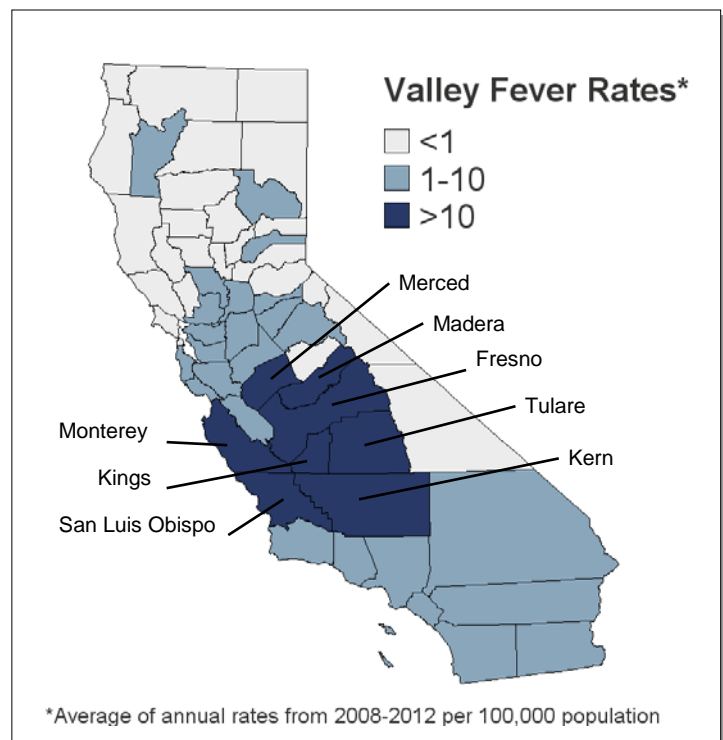 Valley Fever Rates*
<1
1-10
>10
Merced
Madera
Fresno
Tulare
Monterey
Kern
Kings
San Luis Obispo
*Average of annual rates from 2008-2012 per 100,000 population